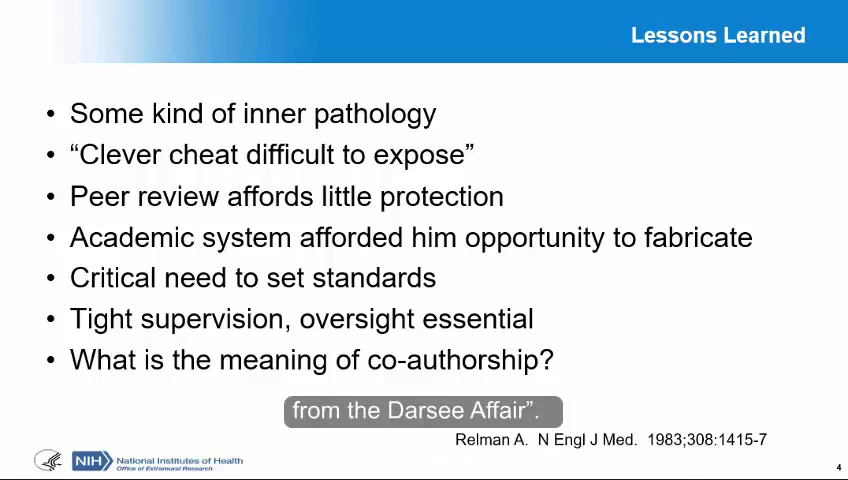 Lessons Learned
• Some kind of inner pathology
• “Clever cheat difficult to expose”
• Peer review affords little protection
• Academic system afforded him opportunity to fabricate
• Critical need to set standards
• Tight supervision, oversight essential
• What is the meaning of co-authorship?
from the Darsee Affair”.
Relman A. N Engl J Med. 1983;308:1415-7
NIH National Institutes of Health
Office of Extramural Research
4